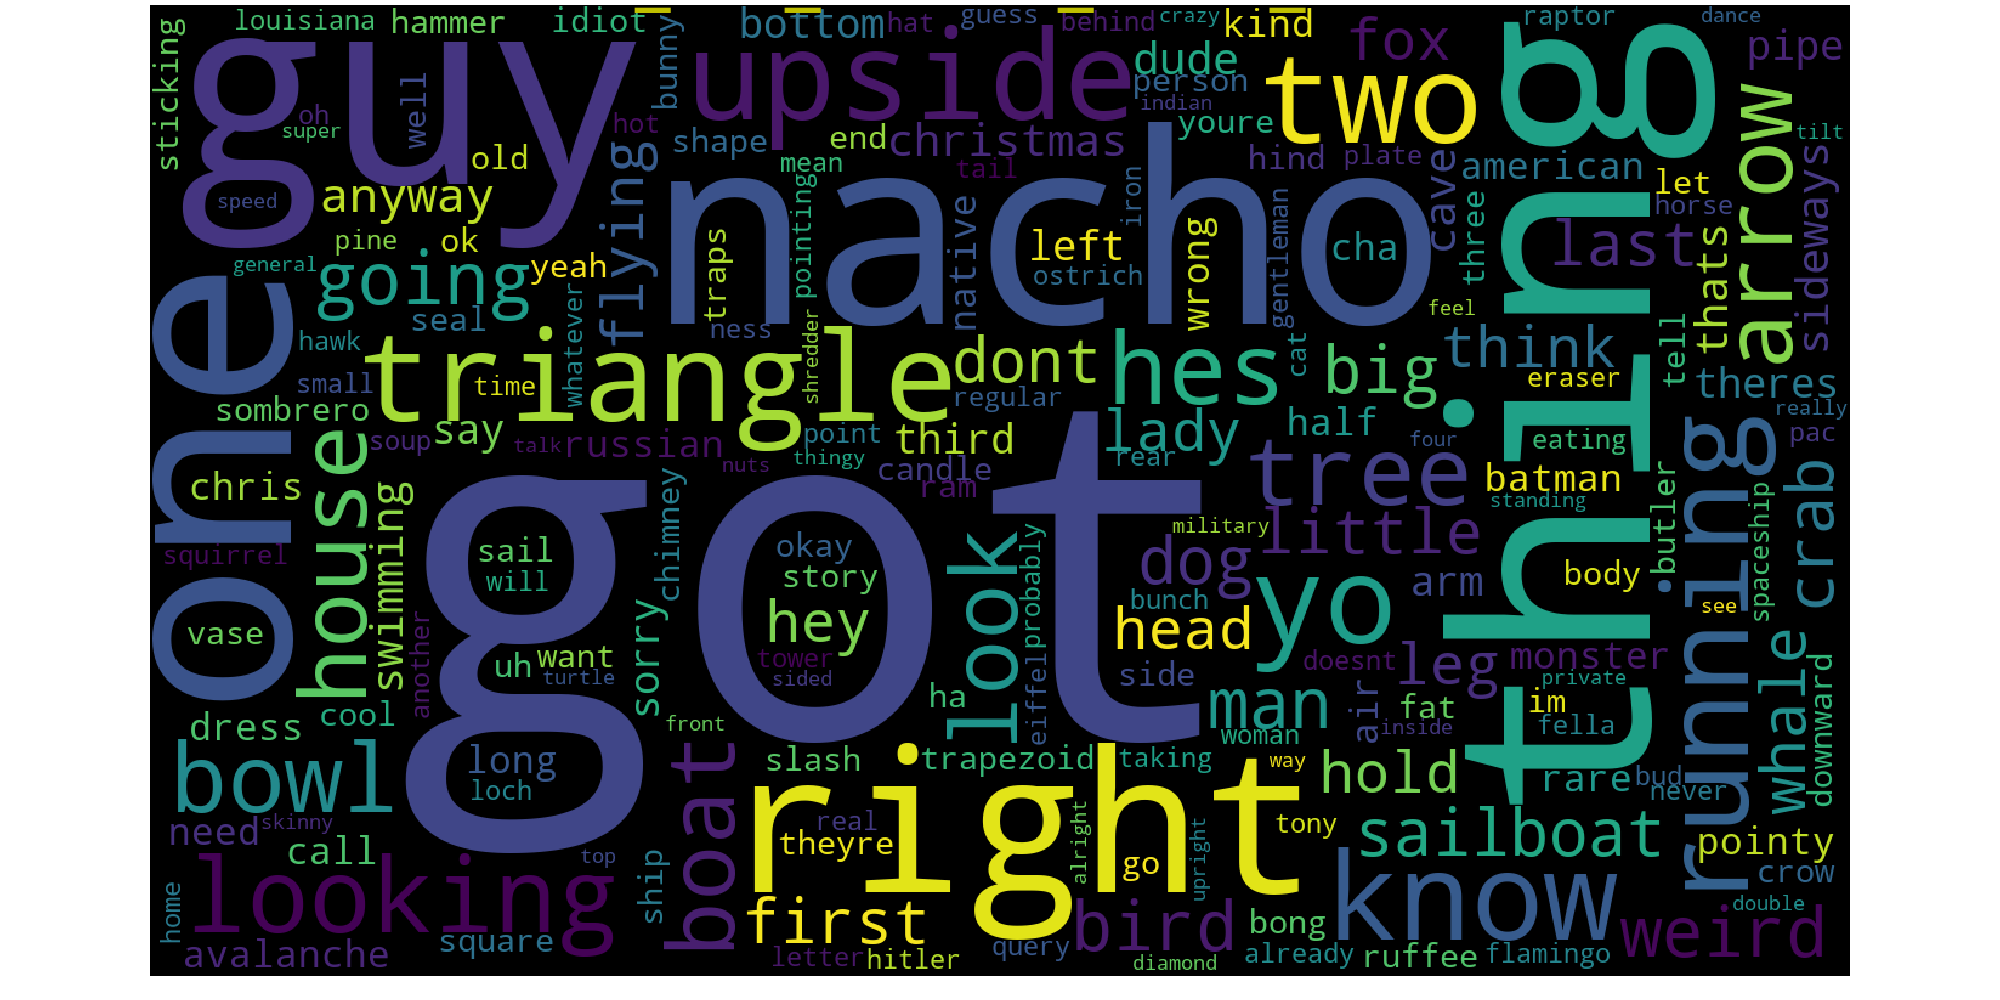 louisiana
hammer
idiot
bottom
hat
guess
behind
crazy
kind
raptor
dance
sticking
guy
bunny
upside
dude
fox
pipe
two
thing
arrow
oh
super
well
hot
person
indian
youre
tilt
old
shape
end
christmas
mean
hind
plate
american
let
horse
sideways
speed
anyway
flying
nacho
tail
iron
native
cave
three
last
thats
pine
ok
general
going
yeah
traps
pointing
left
ostrich
wrong
gentleman
cha
one
seal
hawk
whatever
ness
shredder
feel
triangle
dont
hes
cat
big
think
tell
theres
small
time
regular
eraser
really
sombrero
soup
say
talk
russian
point
thingy
third
lady
rear
half
four
eating
pac
running
house
chris
swimming
got
nuts
candle
ram
tree
batman
standing
crab
squirrel
sail
will
chimney
okay
story
look
probably
military
little
dog
bunch
yo
arm
body
butler
spaceship
see
vase
hey
head
uh
want
turtle
sorry
tower
sided
eiffel
side
doesnt
leg
monster
private
whale
another
dress
cool
ha
man
air
fat
inside
im
fella
downward
front
woman
bowl
long
loch
boat
slash
trapezoid
taking
way
hold
rare
bud
never
need
skinny
call
right
real
theyre
alright
go
upright
tony
sailboat
pointy
crow
top
looking
ship
home
first
bird
bong
know
weird
double
avalanche
square
letter
hitler
query
diamond
already
ruffee
flamingo